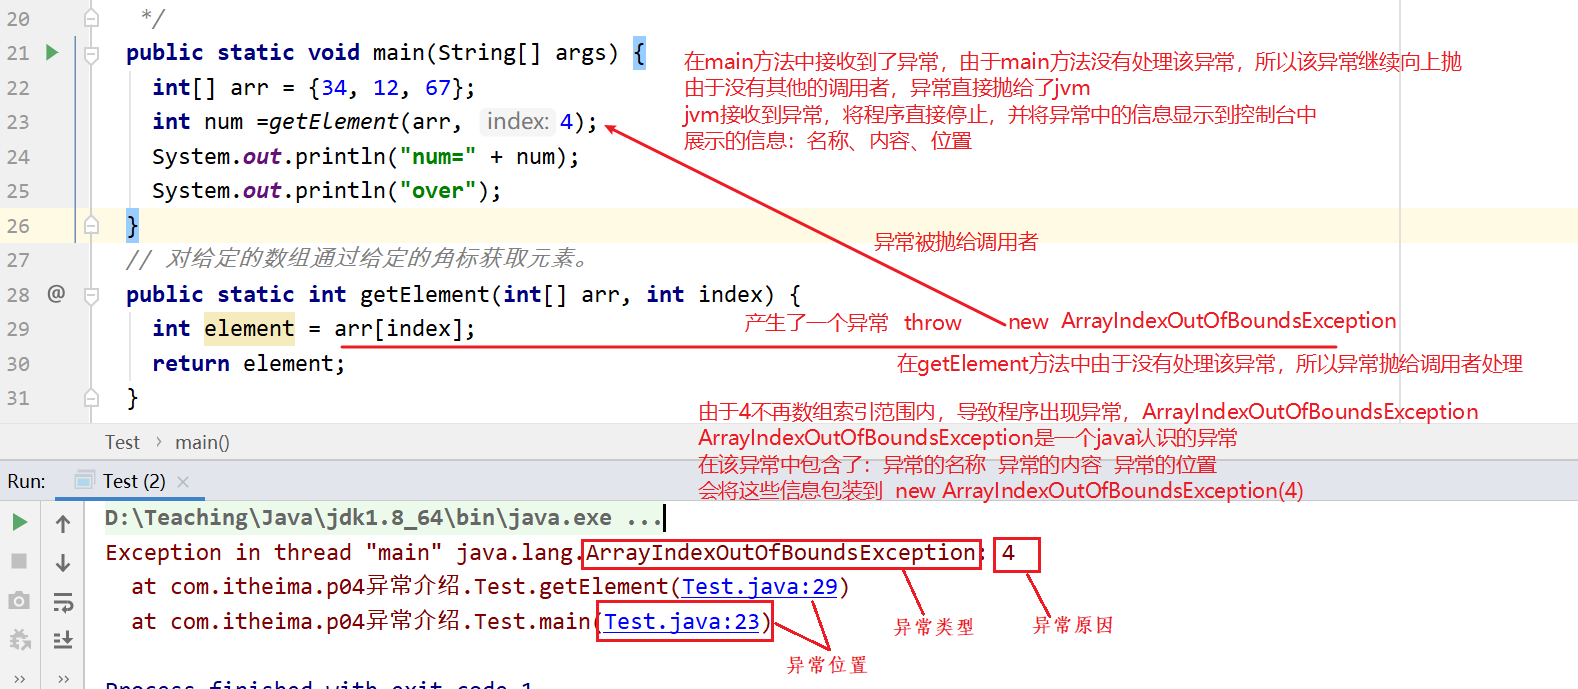 20 */
21 public static void main(String[] args) {
在main方法中接收到了异常，由于main方法没有处理该异常，所以该异常继续向上抛
22 int[] arr = {34, 12, 67};
由于没有其他的调用者，异常直接抛给了jvm
23 int num =getElement(arr, index: 4);
jvm接收到异常，将程序直接停止，并将异常中的信息显示到控制台中
展示的信息：名称、内容、位置
24 System.out.println("num=" + num);
25 System.out.println("over");
26 }
异常被抛给调用者
27 // 对给定的数组通过给定的角标获取元素。
28 @ public static int getElement(int[] arr, int index) {
29 int element = arr[index];
产生了一个异常 throw new ArrayIndexOutOfBoundsException
30 return element;
在getElement方法中由于没有处理该异常，所以异常抛给调用者处理
31 }
由于4不再数组索引范围内，导致程序出现异常，ArrayIndexOutOfBoundsException
ArrayIndexOutOfBoundsException是一个java认识的异常
在该异常中包含了：异常的名称 异常的内容 异常的位置
会将这些信息包装到 new ArrayIndexOutOfBoundsException(4)
Test › main()
Run: Test (2) ×
D:\Teaching\Java\jdk1.8_64\bin\java.exe ...
Exception in thread "main" java.lang.ArrayIndexOutOfBoundsException: 4
at com.itheima.p04异常介绍.Test.getElement(Test.java:29)
at com.itheima.p04异常介绍.Test.main(Test.java:23)
异常类型
异常原因
异常位置
Process finished with exit code 1